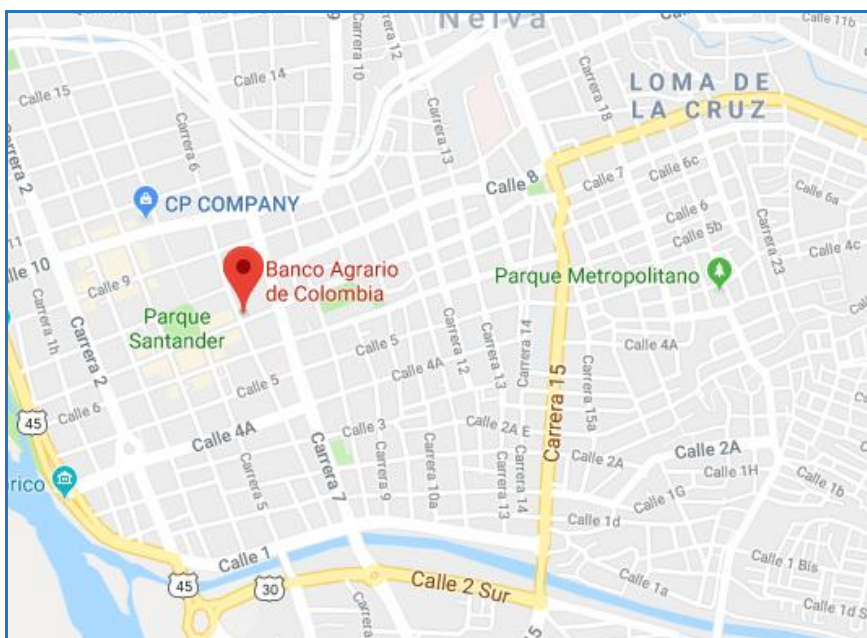 Neiva
Carrera 12
Calle 11b
Carrera 10
9
Calle 14
Calle 15
LOMA DE
LA CRUZ
Carrera 18
Carrera 13
Carrera 6
Carrera 2
Calle 8
Calle 7
Calle 6c
Calle 6a
CP COMPANY
Calle 6
Calle 5b
Carrera 23
Calle 4c
11
alle 10
Calle 9
Banco Agrario
de Colombia
Parque Metropolitano
Parque
Santander
Carrera 1h
Carrera 2
Calle 5
Calle 4A
Carrera 12
Carrera 13
Carrera 14
Calle 4A
Calle 5
Calle 6
Carrera 15
Carrera 15a
45
Calle 4A
Calle 3
Calle 2A E
Calle 2A
Calle 2A
Calle 1H
Calle 1b
órico
Carrera 5
Carrera 7
Carrera 9
Carrera 10a
Carrera 13
Carrera 14
Calle 1G
Calle 1d
Calle 1
Calle 1 Bis
45
30
Calle 2 Sur
Calle 1a
Calle 1d S
15